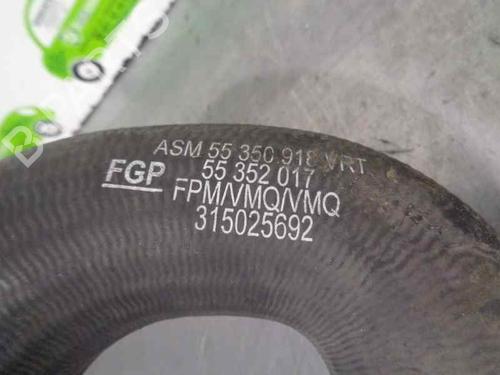 ASM 55 350 918 VRT
FGP 55 352 017
FPM/VMQ/VMQ
315025692